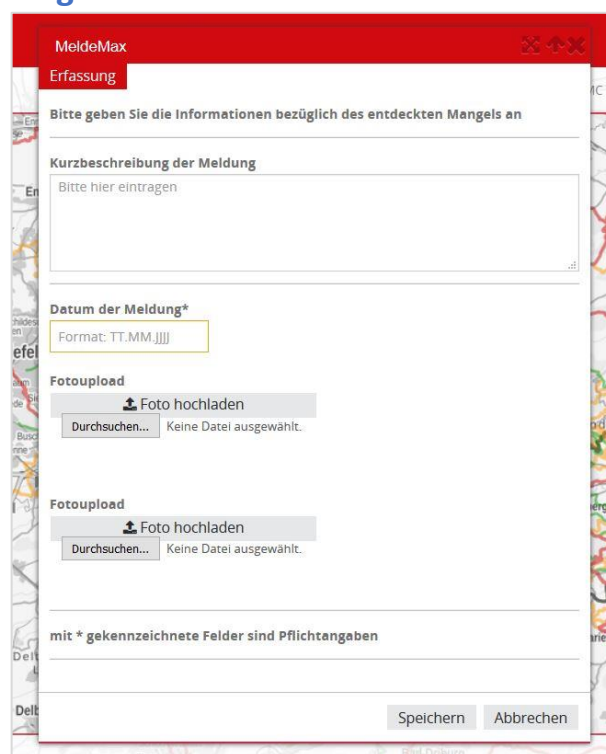 MeldeMax
Erfassung
Bitte geben Sie die Informationen bezüglich des entdeckten Mangels an
Kurzbeschreibung der Meldung
Bitte hier eintragen
Datum der Meldung*
Format: TT.MM.JJJJ
Fotoupload
Foto hochladen
Durchsuchen... Keine Datei ausgewählt.
Fotoupload
Foto hochladen
Durchsuchen... Keine Datei ausgewählt.
mit * gekennzeichnete Felder sind Pflichtangaben
Speichern Abbrechen